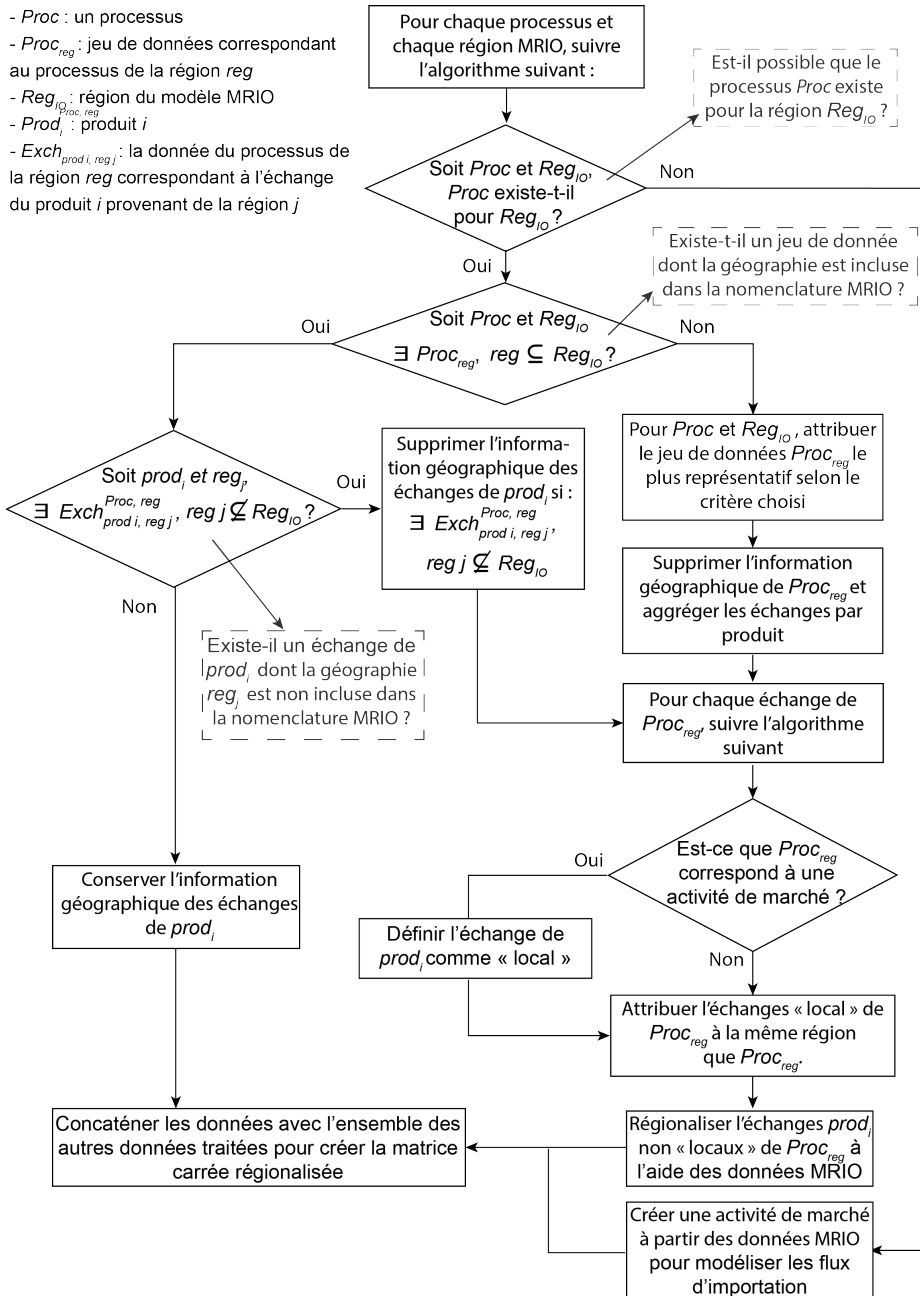 - Proc : un processus
- Proc_reg : jeu de données correspondant
au processus de la région reg
- Reg_IO : région du modèle MRIO
Proc, reg
- Prod_i : produit i
- Exch_prod i, reg j : la donnée du processus de
la région reg correspondant à l'échange
du produit i provenant de la région j
Pour chaque processus et
chaque région MRIO, suivre
l'algorithme suivant :
Est-il possible que le
processus Proc existe
pour la région Reg_IO ?
Soit Proc et Reg_IO,
Proc existe-t-il
pour Reg_IO ?
Non
Oui
Existe-t-il un jeu de donnée
dont la géographie est incluse
dans la nomenclature MRIO ?
Soit Proc et Reg_IO
∃ Proc_reg, reg ⊆ Reg_IO ?
Oui
Non
Soit prod_i et reg_j,
∃ Exch^Proc, reg_prod i, reg j , reg j ⊈ Reg_IO ?
Oui
Non
Supprimer l'informa-
tion géographique des
échanges de prod_i si :
∃ Exch^Proc, reg_prod i, reg j ,
reg j ⊈ Reg_IO
Pour Proc et Reg_IO , attribuer
le jeu de données Proc_reg le
plus représentatif selon le
critère choisi
Supprimer l'information
géographique de Proc_reg et
aggréger les échanges par
produit
Existe-il un échange de
prod_i dont la géographie
reg_j est non incluse dans
la nomenclature MRIO ?
Pour chaque échange de
Proc_reg, suivre l'algorithme
suivant
Est-ce que Proc_reg
correspond à une
activité de marché ?
Oui
Non
Conserver l'information
géographique des échanges
de prod_i
Définir l'échange de
prod_i comme « local »
Attribuer l'échanges « local » de
Proc_reg à la même région
que Proc_reg.
Concaténer les données avec l'ensemble des
autres données traitées pour créer la matrice
carrée régionalisée
Régionaliser l'échanges prod_i
non « locaux » de Proc_reg à
l'aide des données MRIO
Créer une activité de marché
à partir des données MRIO
pour modéliser les flux
d'importation